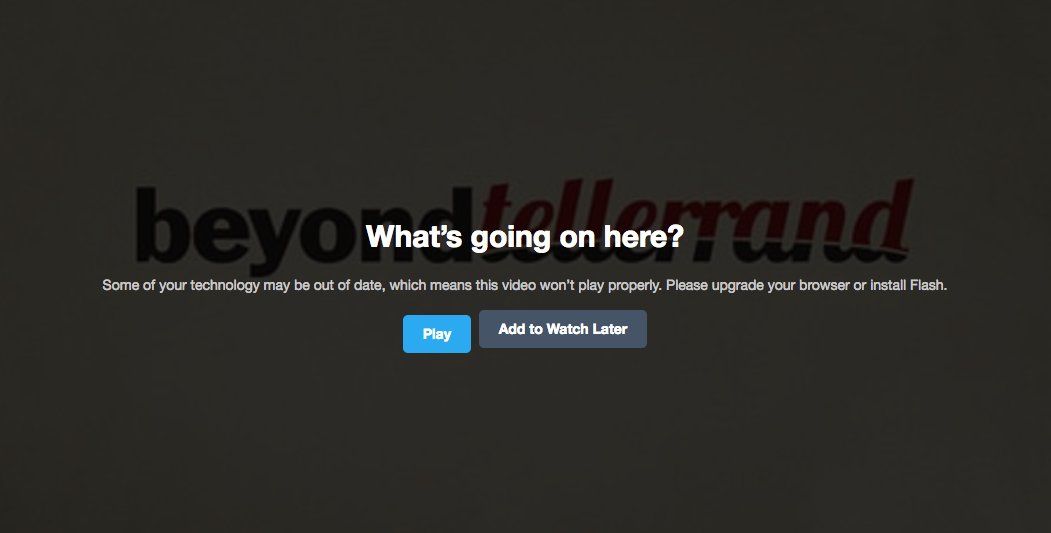 beyondtellerrand
What’s going on here?
Some of your technology may be out of date, which means this video won’t play properly. Please upgrade your browser or install Flash.
Play Add to Watch Later